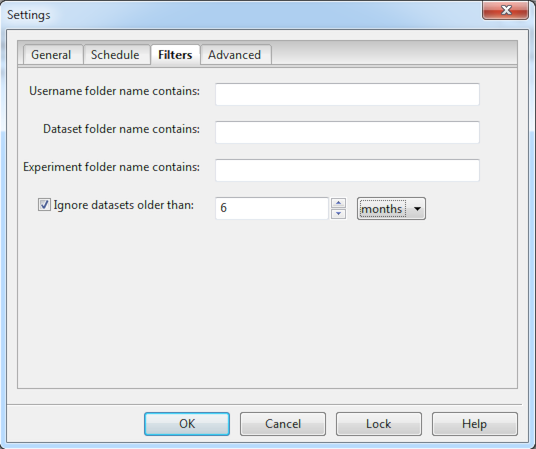 Settings
General Schedule Filters Advanced
Username folder name contains:
Dataset folder name contains:
Experiment folder name contains:
Ignore datasets older than: 6 months
OK Cancel Lock Help